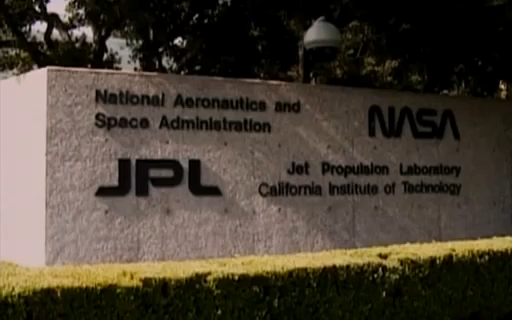 National Aeronautics and
Space Administration
NASA
JPL
Jet Propulsion Laboratory
California Institute of Technology